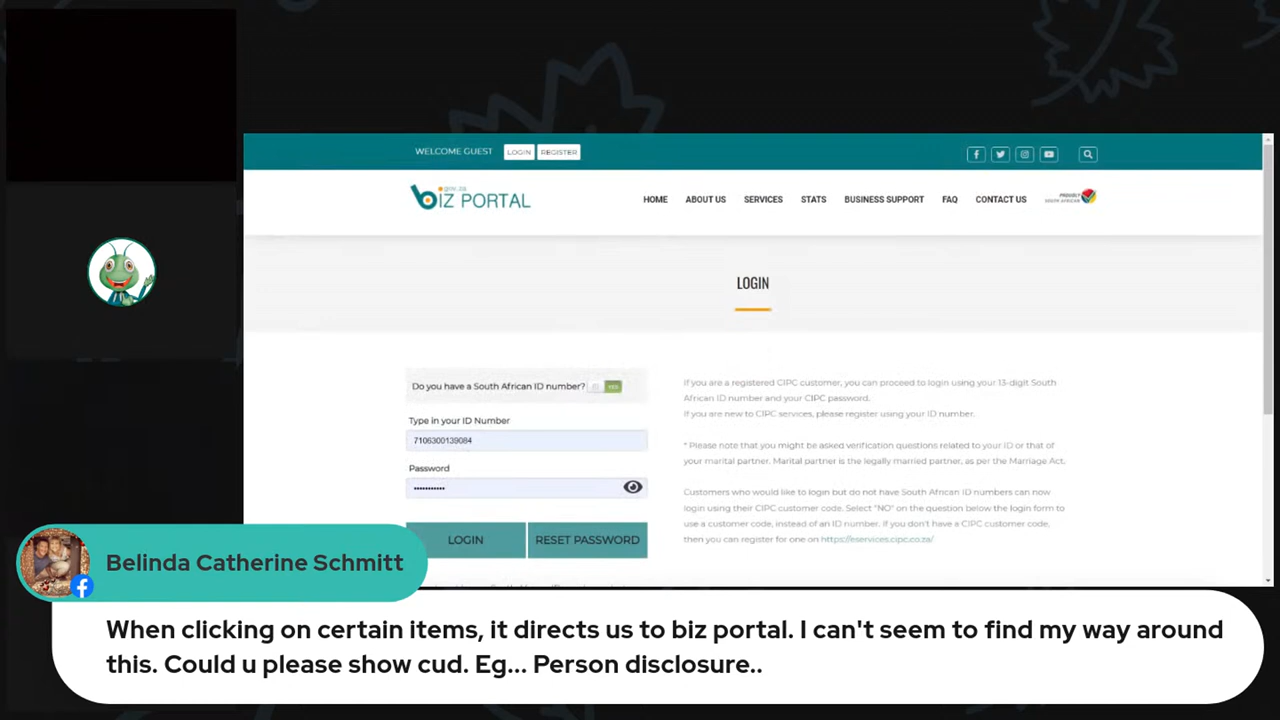 WELCOME GUEST LOGIN REGISTER
gov.za
biz PORTAL
HOME ABOUT US SERVICES STATS BUSINESS SUPPORT FAQ CONTACT US
PROUDLY
SOUTH AFRICAN
LOGIN
Do you have a South African ID number? YES
Type in your ID Number
7106300139084
Password
LOGIN RESET PASSWORD
If you are a registered CIPC customer, you can proceed to login using your 13-digit South
African ID number and your CIPC password.
If you are new to CIPC services, please register using your ID number.
* Please note that you might be asked verification questions related to your ID or that of
your marital partner. Marital partner is the legally married partner, as per the Marriage Act.
Customers who would like to login but do not have South African ID numbers can now
login using their CIPC customer code. Select "NO" on the question below the login form to
use a customer code, instead of an ID number. If you don't have a CIPC customer code,
then you can register for one on https://eservices.cipc.co.za/
Belinda Catherine Schmitt
When clicking on certain items, it directs us to biz portal. I can't seem to find my way around
this. Could u please show cud. Eg... Person disclosure..